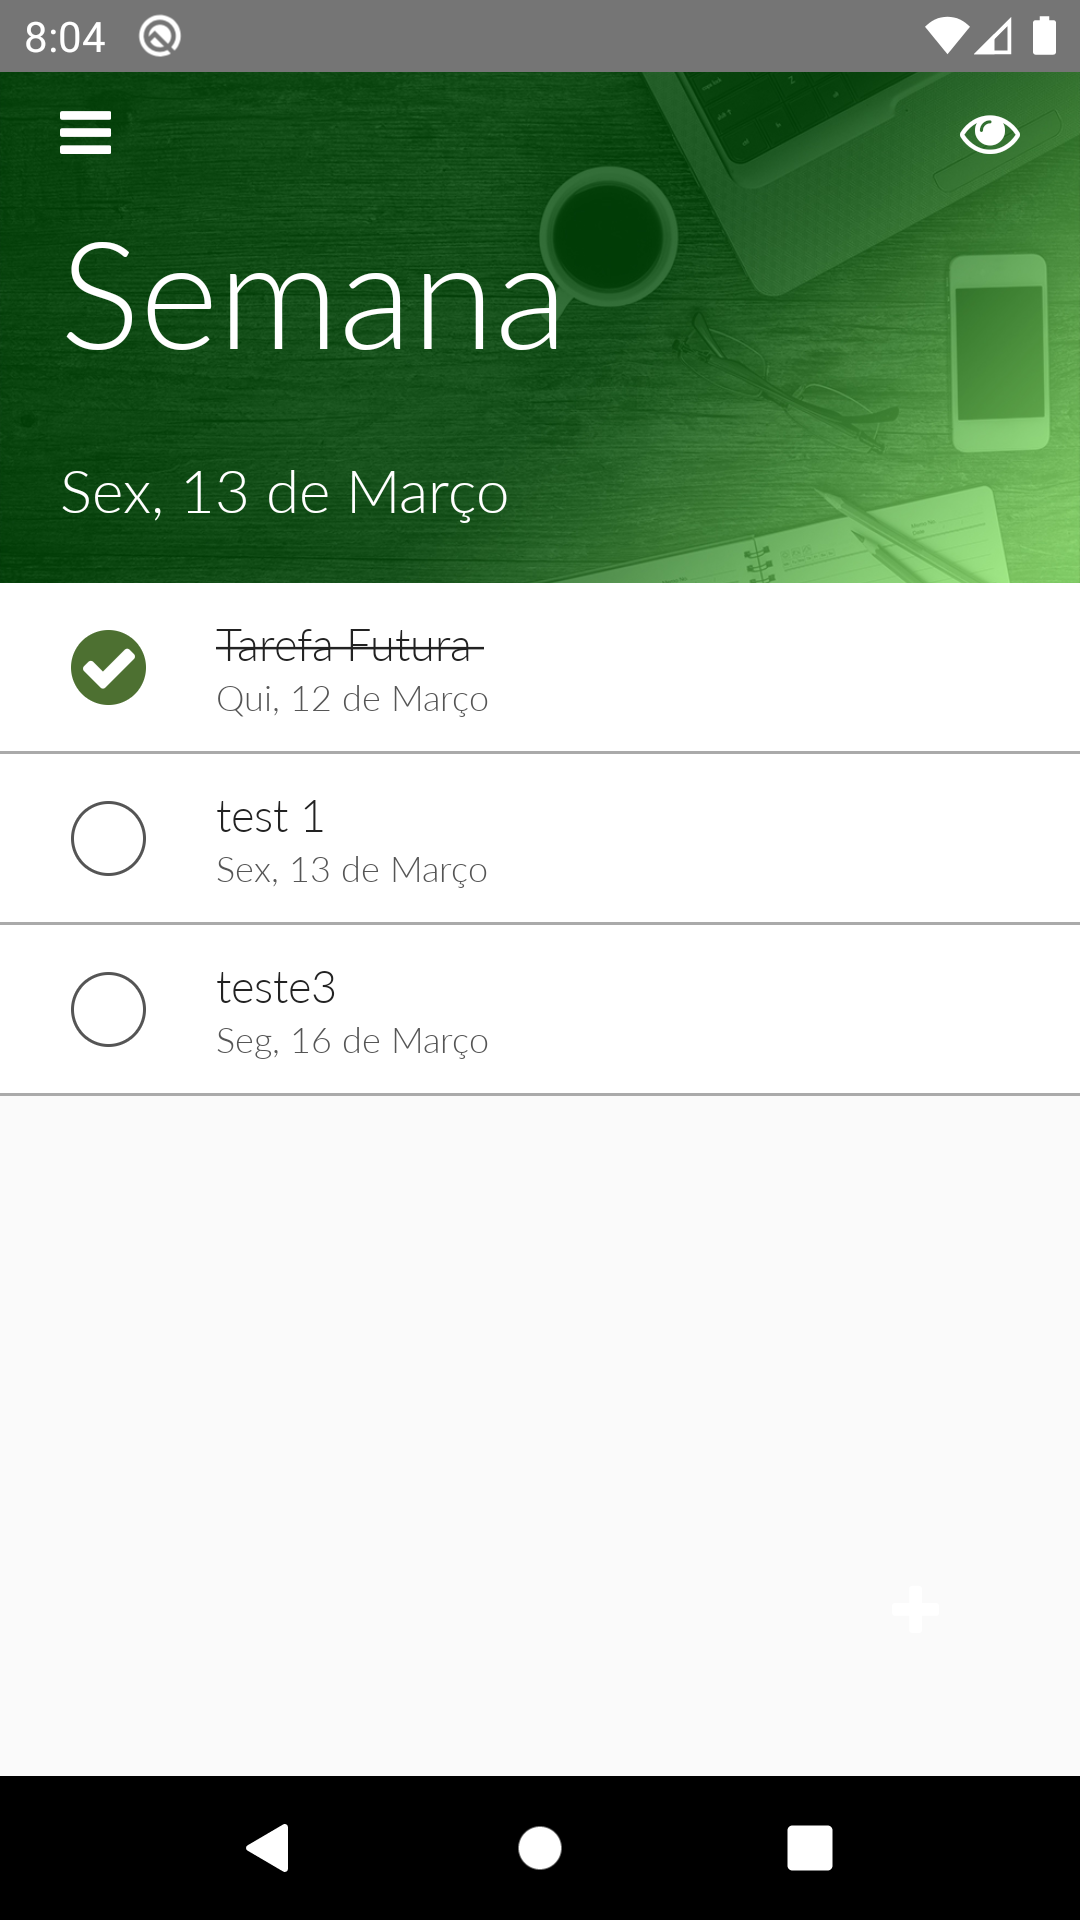 8:04
Semana
Sex, 13 de Março
Tarefa Futura
Qui, 12 de Março
test 1
Sex, 13 de Março
teste3
Seg, 16 de Março